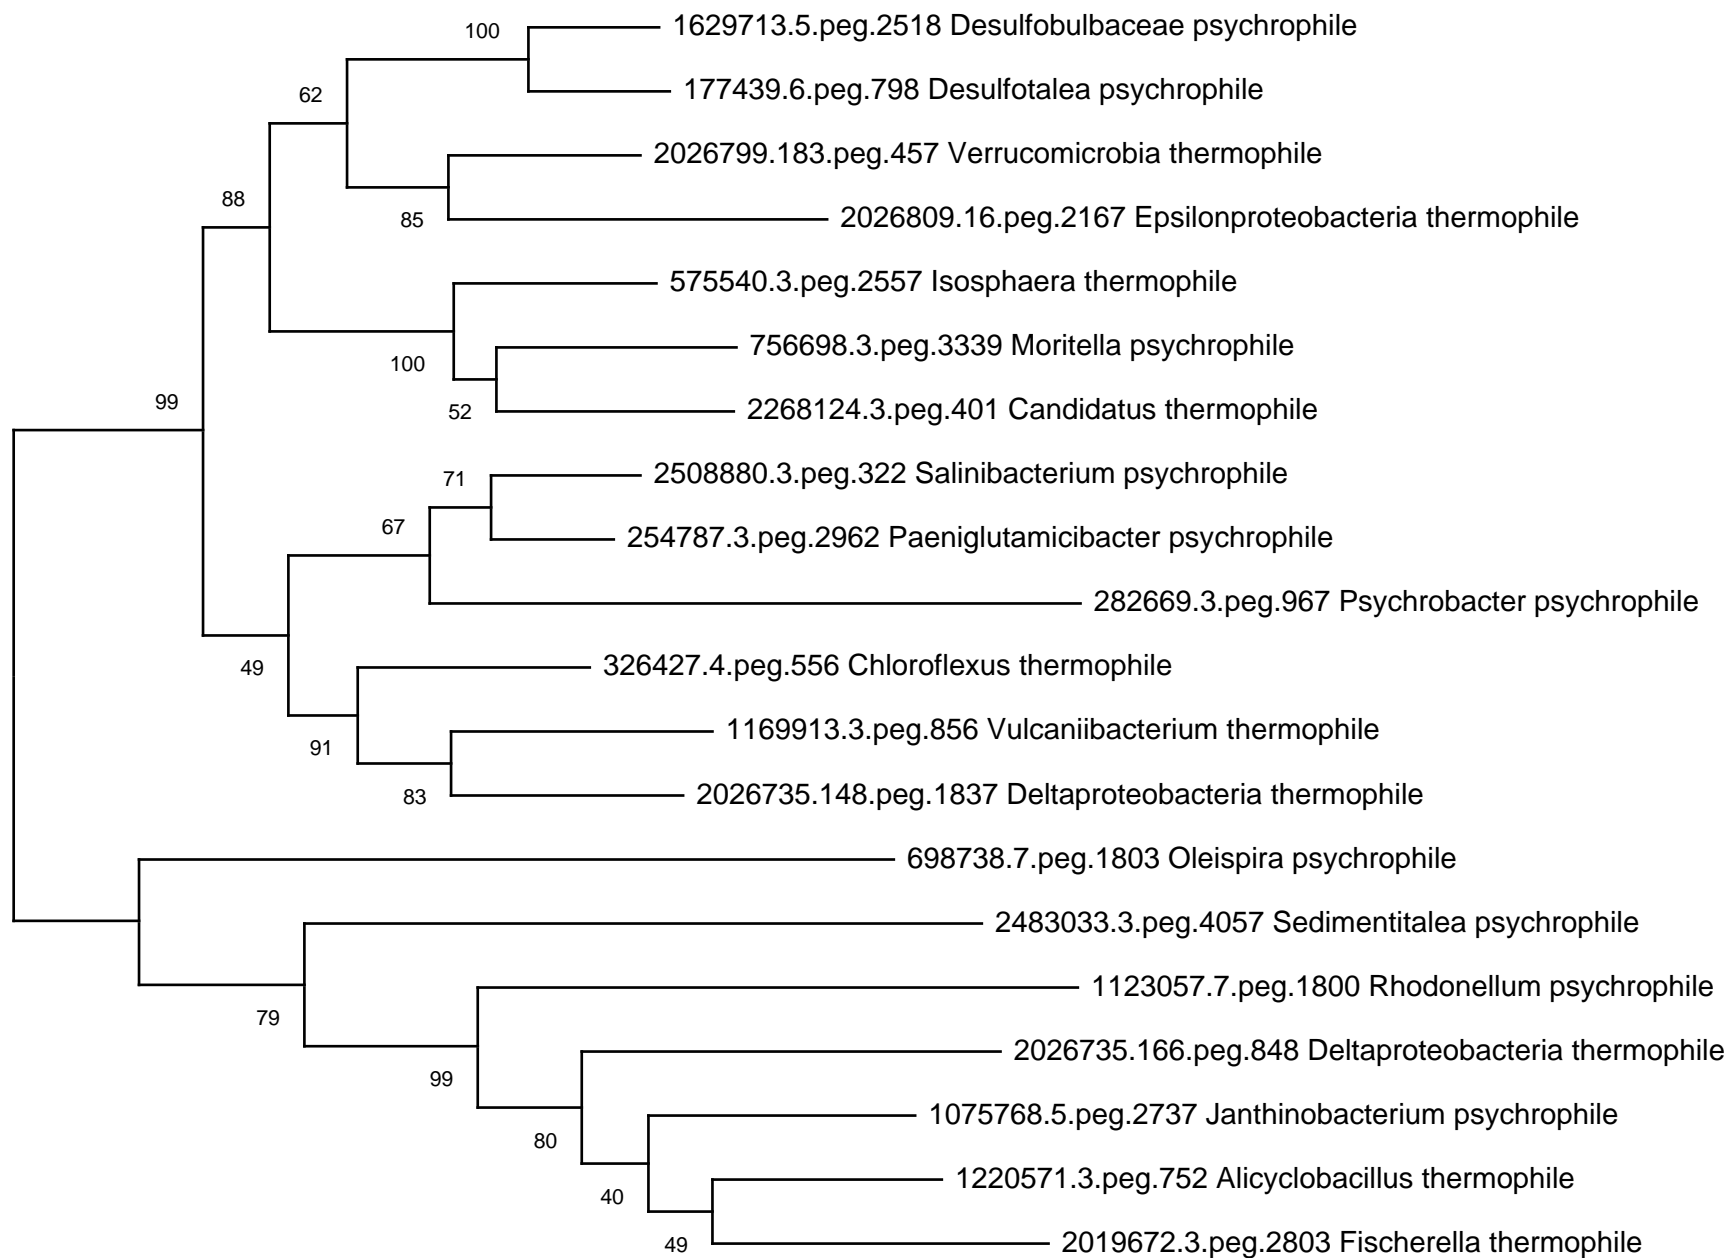 1629713.5.peg.2518 Desulfobulbaceae psychrophile
100
177439.6.peg.798 Desulfotalea psychrophile
62
2026799.183.peg.457 Verrucomicrobia thermophile
88
85
2026809.16.peg.2167 Epsilonproteobacteria thermophile
575540.3.peg.2557 Isosphaera thermophile
756698.3.peg.3339 Moritella psychrophile
100
99
52
2268124.3.peg.401 Candidatus thermophile
71
2508880.3.peg.322 Salinibacterium psychrophile
67
254787.3.peg.2962 Paeniglutamicibacter psychrophile
282669.3.peg.967 Psychrobacter psychrophile
49
326427.4.peg.556 Chloroflexus thermophile
91
1169913.3.peg.856 Vulcaniibacterium thermophile
83
2026735.148.peg.1837 Deltaproteobacteria thermophile
698738.7.peg.1803 Oleispira psychrophile
2483033.3.peg.4057 Sedimentitalea psychrophile
79
1123057.7.peg.1800 Rhodonellum psychrophile
99
2026735.166.peg.848 Deltaproteobacteria thermophile
80
1075768.5.peg.2737 Janthinobacterium psychrophile
40
1220571.3.peg.752 Alicyclobacillus thermophile
49
2019672.3.peg.2803 Fischerella thermophile